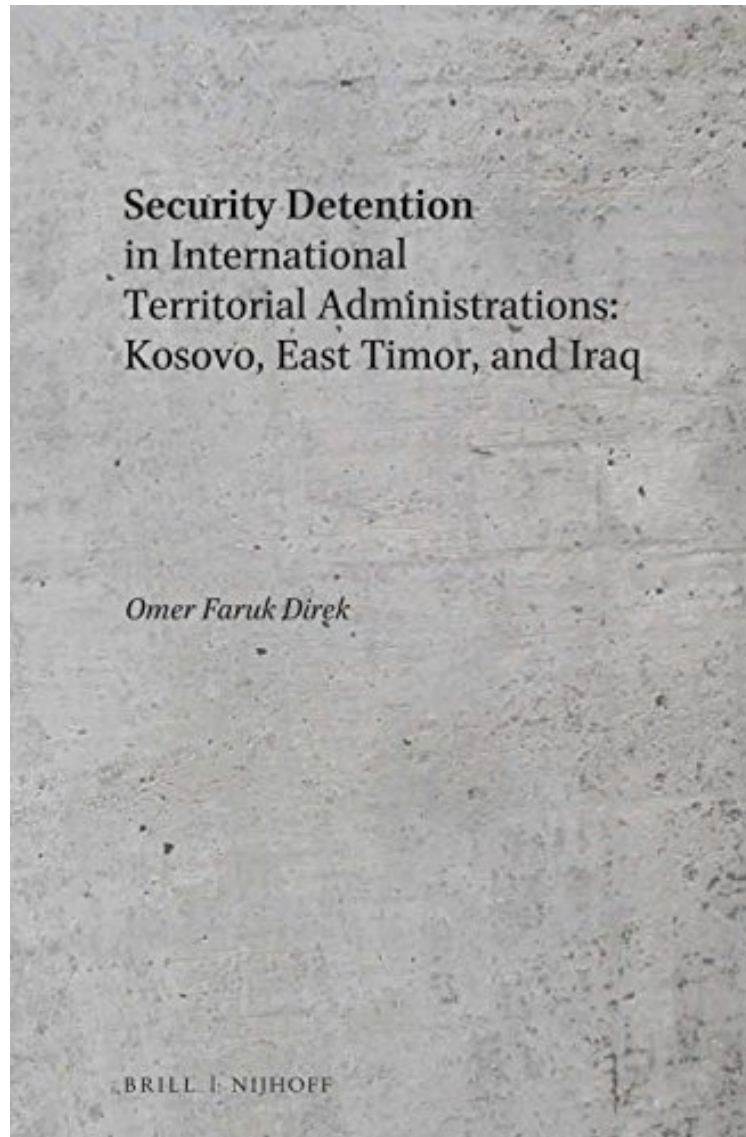 Security Detention
in International
Territorial Administrations:
Kosovo, East Timor, and Iraq
Omer Faruk Direk
BRILL | NIJHOFF